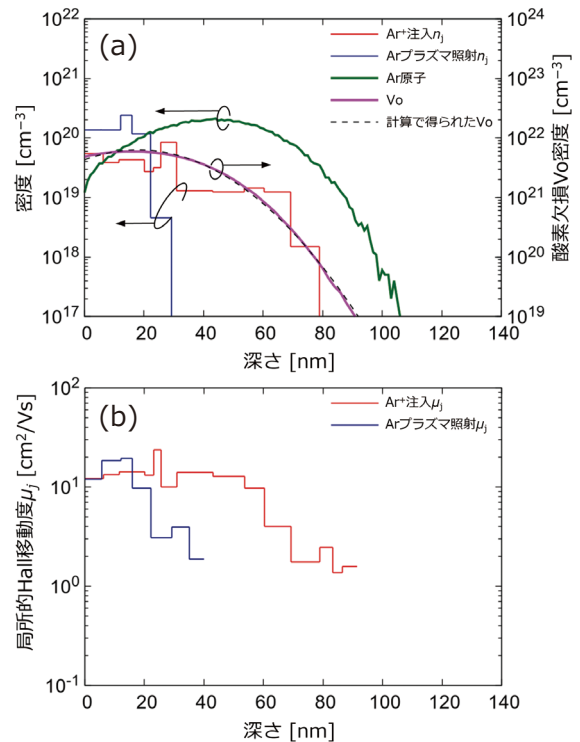 (a)
Ar⁺注入nⱼ
Arプラズマ照射nⱼ
Ar原子
Vo
計算で得られたVo
10²²
10²¹
10²⁰
10¹⁹
10¹⁸
10¹⁷
密度 [cm⁻³]
10²⁴
10²³
10²²
10²¹
10²⁰
10¹⁹
酸素欠損Vo密度 [cm⁻³]
0 20 40 60 80 100 120 140
深さ [nm]
(b)
Ar⁺注入μⱼ
Arプラズマ照射μⱼ
10²
10¹
10⁰
10⁻¹
局所的Hall移動度μⱼ [cm²/Vs]
0 20 40 60 80 100 120 140
深さ [nm]